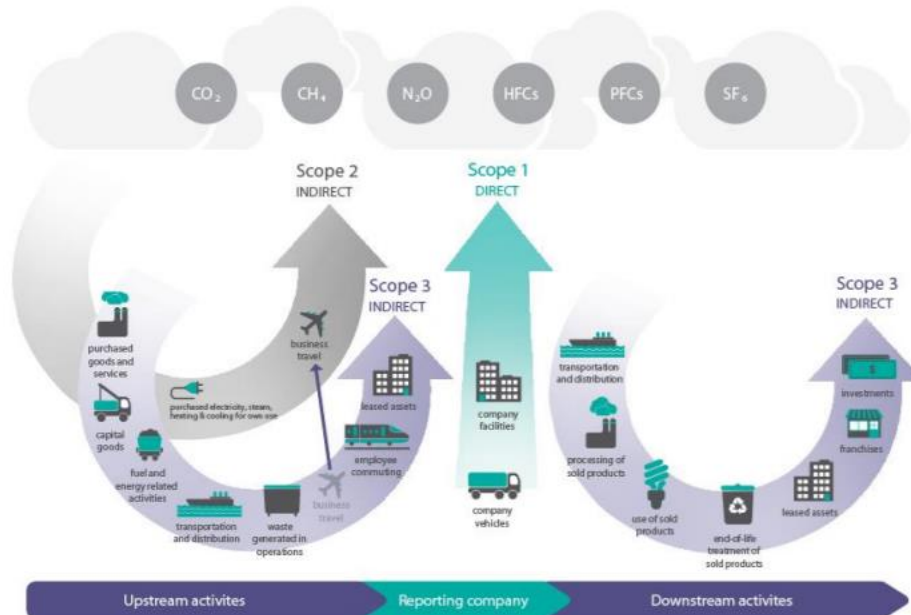 CO₂
CH₄
N₂O
HFCs
PFCs
SF₆
Scope 2
INDIRECT
Scope 1
DIRECT
Scope 3
INDIRECT
Scope 3
INDIRECT
purchased
goods and
services
capital
goods
fuel and
energy related
activities
purchased electricity, steam,
heating & cooling for own use
business
travel
transportation
and distribution
waste
generated in
operations
business
travel
employee
commuting
leased assets
company
facilities
company
vehicles
transportation
and distribution
processing of
sold products
use of sold
products
end-of-life
treatment of
sold products
leased assets
franchises
$
investments
Upstream activites
Reporting company
Downstream activites